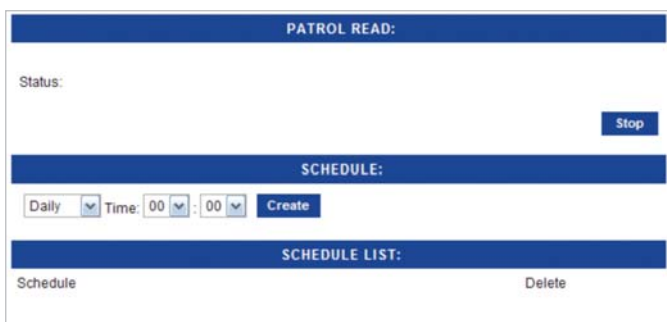 PATROL READ:
Status:
Stop
SCHEDULE:
Daily Time: 00 : 00 Create
SCHEDULE LIST:
Schedule Delete